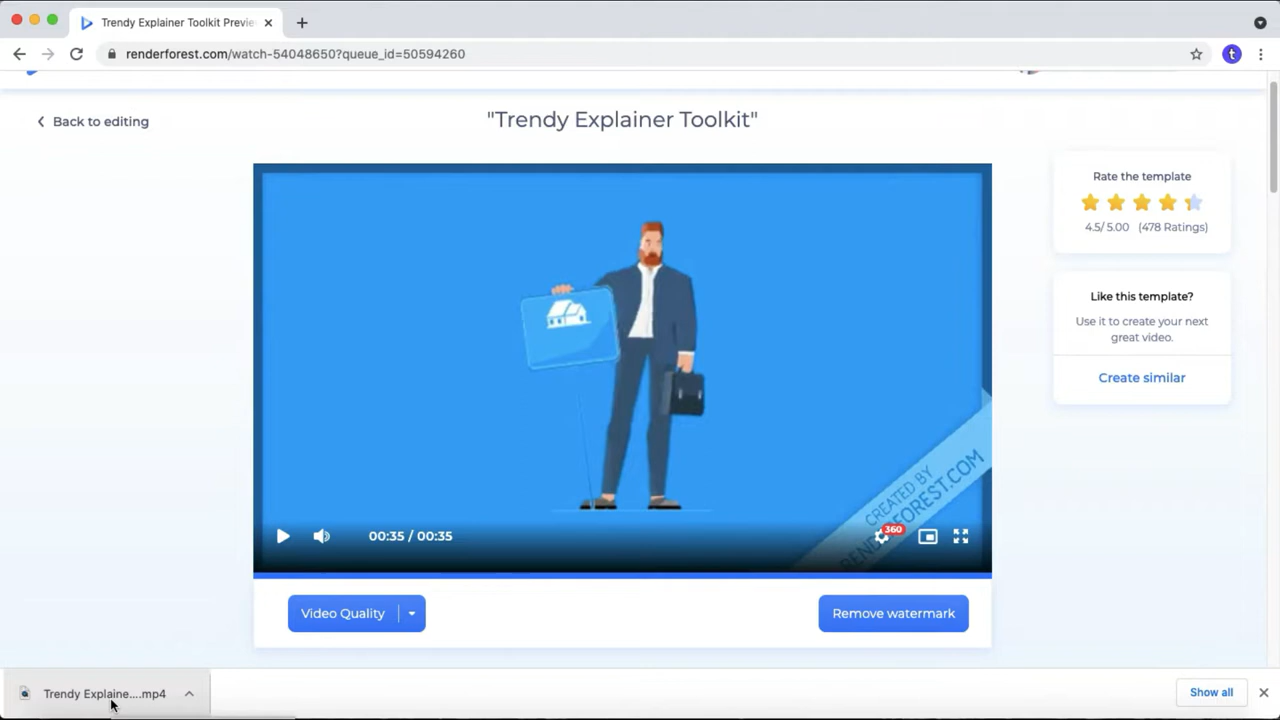 Trendy Explainer Toolkit Previe
renderforest.com/watch-54048650?queue_id=50594260
t
Back to editing
"Trendy Explainer Toolkit"
Rate the template
4.5/ 5.00 (478 Ratings)
Like this template?
Use it to create your next
great video.
Create similar
CREATED BY
RENDERFOREST.COM
00:35 / 00:35
360
Video Quality
Remove watermark
Trendy Explaine....mp4
Show all